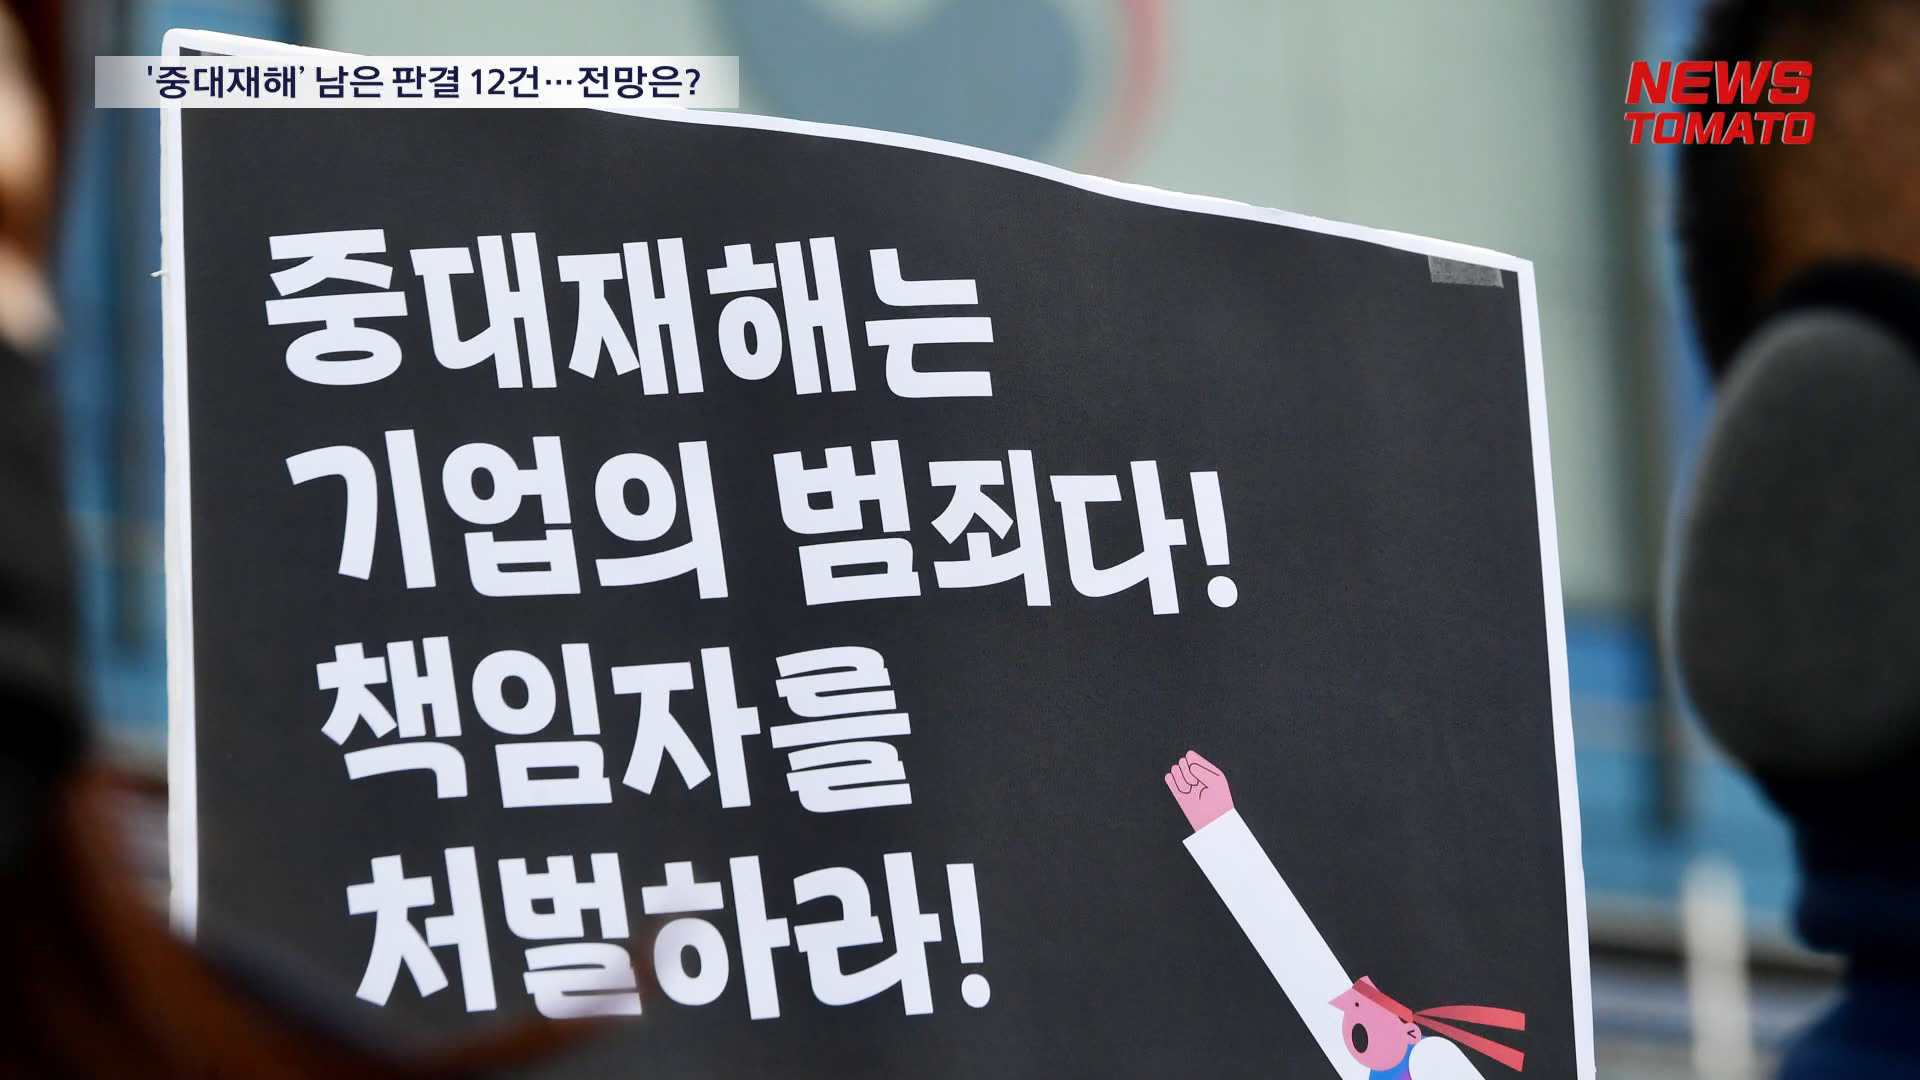 '중대재해’ 남은 판결 12건…전망은?
NEWS
TOMATO
중대재해는
기업의 범죄다!
책임자를
처벌하라!